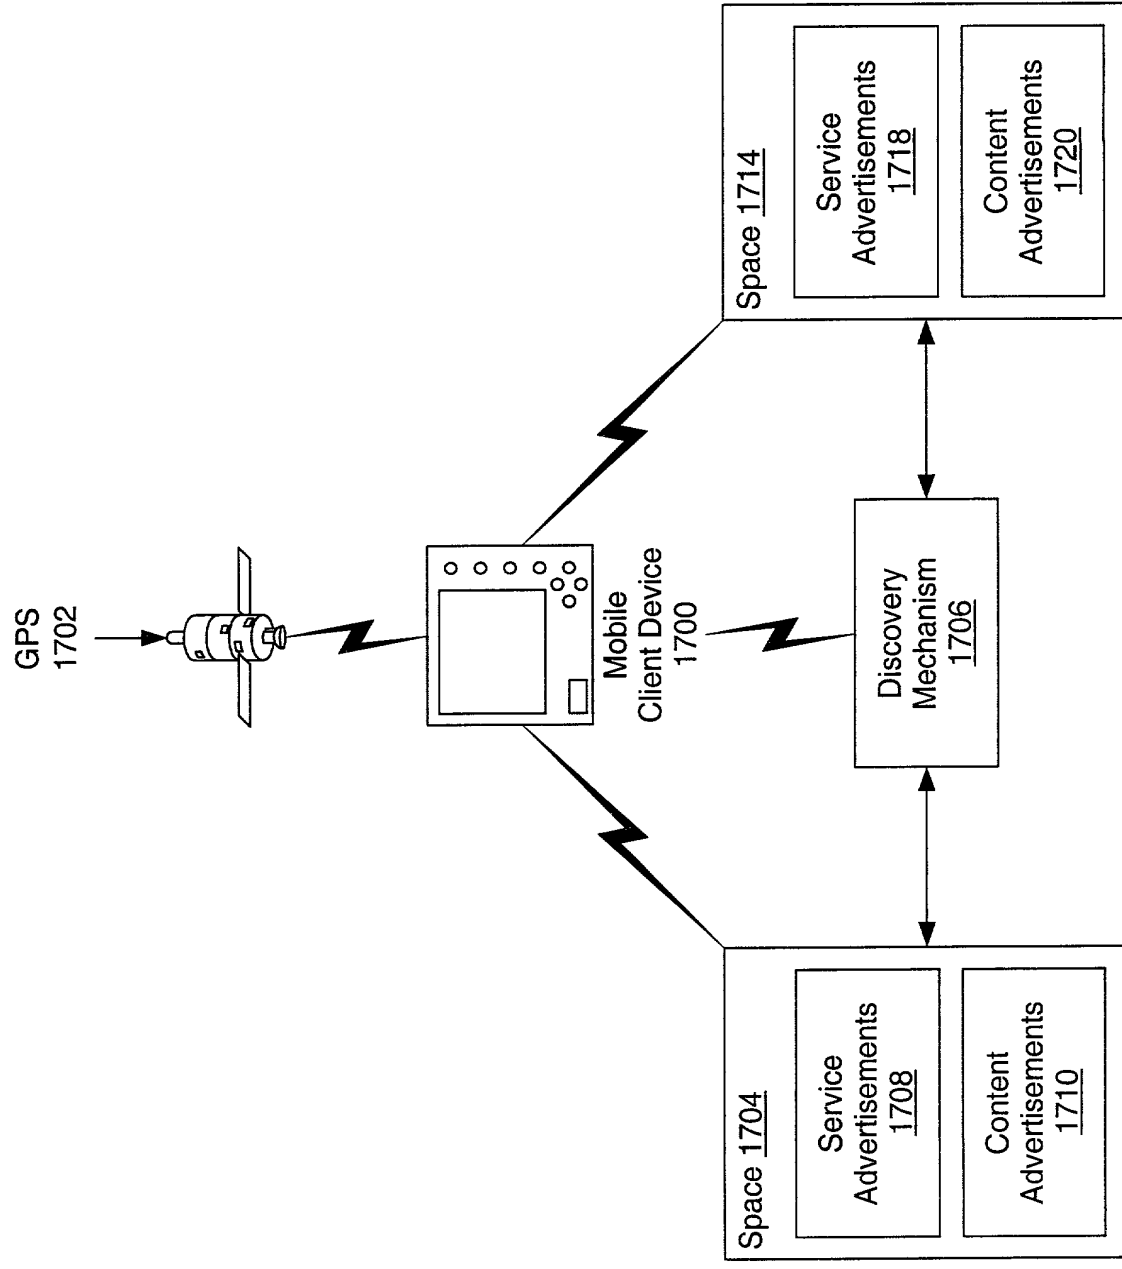 GPS
1702
Mobile
Client Device
1700
Discovery
Mechanism
1706
Space 1704
Service
Advertisements
1708
Content
Advertisements
1710
Space 1714
Service
Advertisements
1718
Content
Advertisements
1720